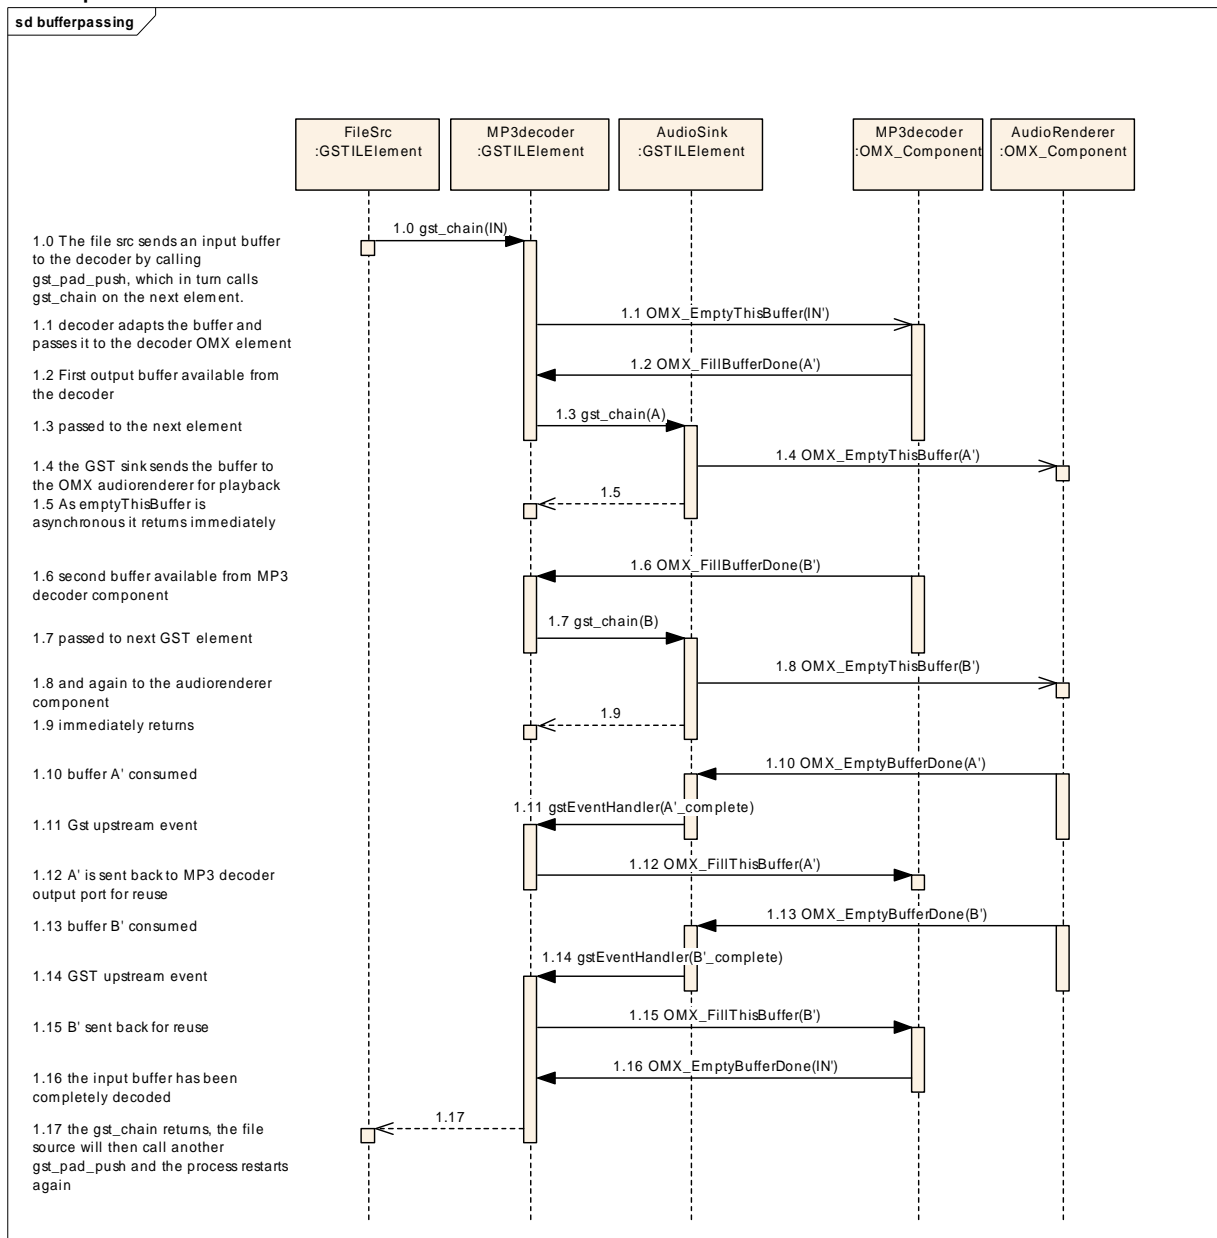 sd bufferpassing
FileSrc
:GSTILElement
MP3decoder
:GSTILElement
AudioSink
:GSTILElement
MP3decoder
:OMX_Component
AudioRenderer
:OMX_Component
1.0 gst_chain(IN)
1.0 The file src sends an input buffer
to the decoder by calling
gst_pad_push, which in turn calls
gst_chain on the next element.
1.1 OMX_EmptyThisBuffer(IN')
1.1 decoder adapts the buffer and
passes it to the decoder OMX element
1.2 OMX_FillBufferDone(A')
1.2 First output buffer available from
the decoder
1.3 gst_chain(A)
1.3 passed to the next element
1.4 OMX_EmptyThisBuffer(A')
1.4 the GST sink sends the buffer to
the OMX audiorenderer for playback
1.5
1.5 As emptyThisBuffer is
asynchronous it returns immediately
1.6 OMX_FillBufferDone(B')
1.6 second buffer available from MP3
decoder component
1.7 gst_chain(B)
1.7 passed to next GST element
1.8 OMX_EmptyThisBuffer(B')
1.8 and again to the audiorenderer
component
1.9
1.9 immediately returns
1.10 OMX_EmptyBufferDone(A')
1.10 buffer A' consumed
1.11 gstEventHandler(A'_complete)
1.11 Gst upstream event
1.12 OMX_FillThisBuffer(A')
1.12 A' is sent back to MP3 decoder
output port for reuse
1.13 OMX_EmptyBufferDone(B')
1.13 buffer B' consumed
1.14 gstEventHandler(B'_complete)
1.14 GST upstream event
1.15 OMX_FillThisBuffer(B')
1.15 B' sent back for reuse
1.16 OMX_EmptyBufferDone(IN')
1.16 the input buffer has been
completely decoded
1.17
1.17 the gst_chain returns, the file
source will then call another
gst_pad_push and the process restarts
again